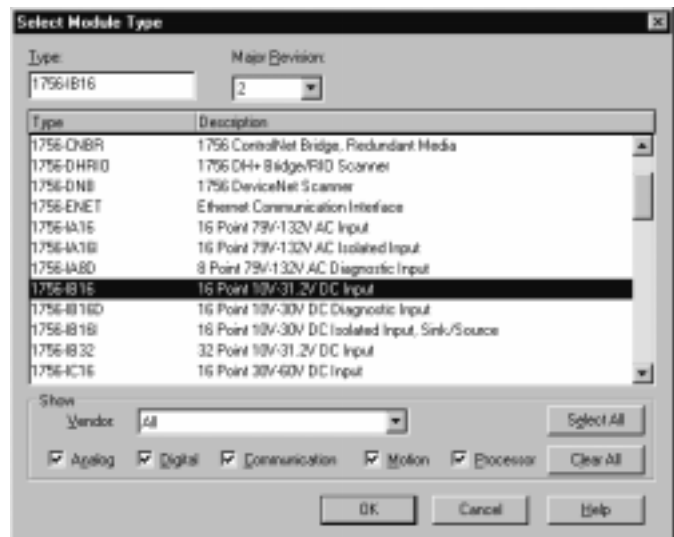 Select Module Type
Type:
Major Revision:
1756-IB16
2
Type Description
1756-CNBR 1756 ControlNet Bridge, Redundant Media
1756-DHRIO 1756 DH+ Bridge/RIO Scanner
1756-DNB 1756 DeviceNet Scanner
1756-ENET Ethernet Communication Interface
1756-IA16 16 Point 79V-132V AC Input
1756-IA16I 16 Point 79V-132V AC Isolated Input
1756-IA8D 8 Point 79V-132V AC Diagnostic Input
1756-IB16 16 Point 10V-31.2V DC Input
1756-IB16D 16 Point 10V-30V DC Diagnostic Input
1756-IB16I 16 Point 10V-30V DC Isolated Input, Sink/Source
1756-IB32 32 Point 10V-31.2V DC Input
1756-IC16 16 Point 30V-60V DC Input
Show
Vendor: All
Select All
Analog Digital Communication Motion Processor
Clear All
OK Cancel Help